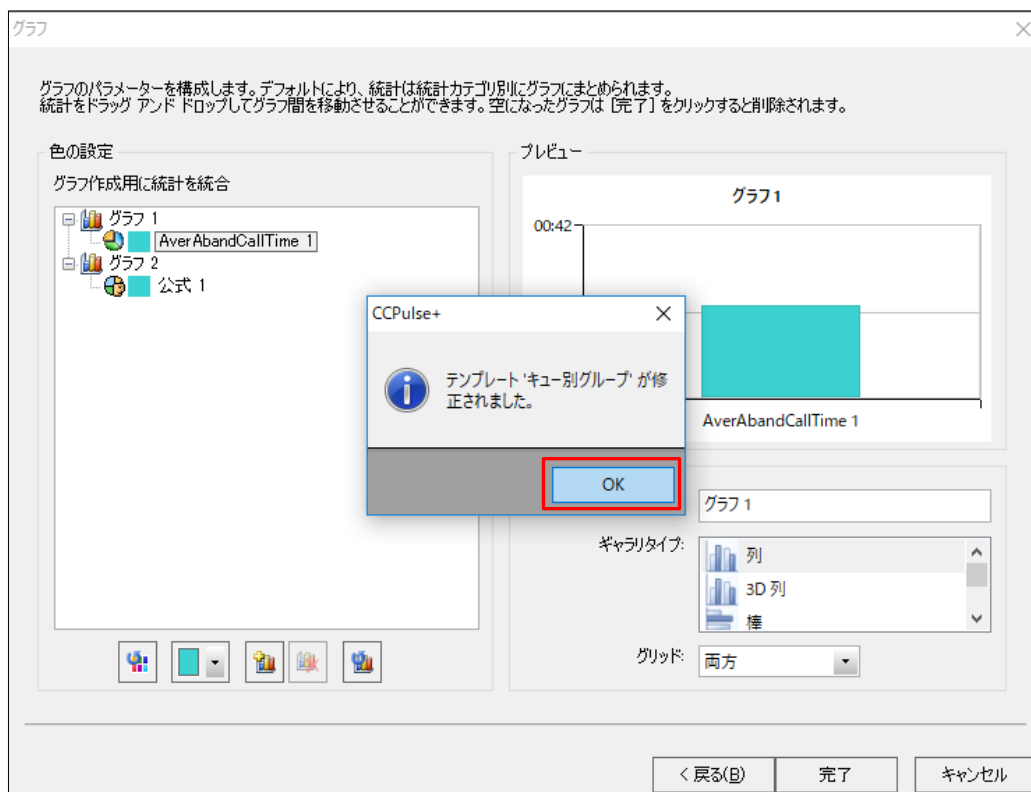 グラフ
グラフのパラメーターを構成します。デフォルトにより、統計は統計カテゴリ別にグラフにまとめられます。
統計をドラッグ アンド ドロップしてグラフ間を移動させることができます。空になったグラフは [完了] をクリックすると削除されます。
色の設定
グラフ作成用に統計を統合
グラフ 1
AverAbandCallTime 1
グラフ 2
公式 1
プレビュー
グラフ1
00:42
AverAbandCallTime 1
CCPulse+
テンプレート 'キュー別グループ' が修
正されました。
OK
グラフ 1
ギャラリタイプ:
列
3D 列
棒
グリッド:
両方
< 戻る(B)
完了
キャンセル